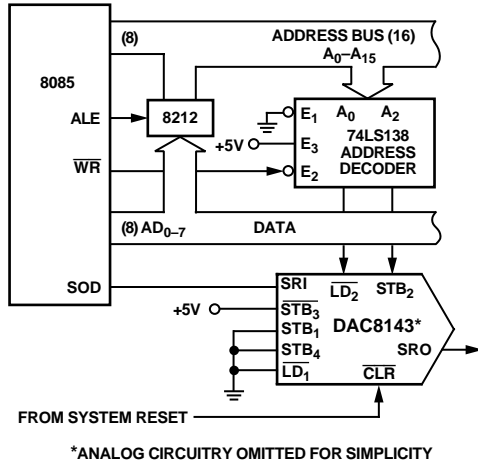 (8)
ADDRESS BUS (16)
A0–A15
8085
ALE
8212
E1
A0 A2
+5V
E3
74LS138
ADDRESS
DECODER
WR
E2
(8) AD0–7
DATA
SOD
SRI
LD2
STB2
+5V
STB3
STB1
DAC8143*
STB4
SRO
LD1
CLR
FROM SYSTEM RESET
*ANALOG CIRCUITRY OMITTED FOR SIMPLICITY